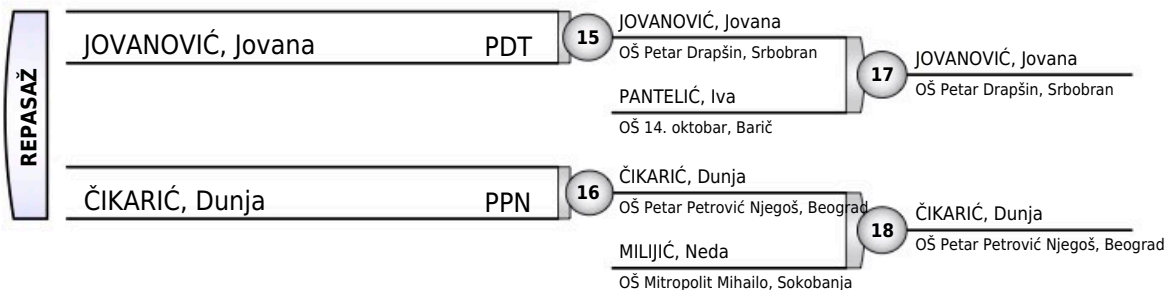 REPASAŽ
JOVANOVIĆ, Jovana PDT
15
JOVANOVIĆ, Jovana
OŠ Petar Drapšin, Srbobran
PANTELIĆ, Iva
OŠ 14. oktobar, Barič
17
JOVANOVIĆ, Jovana
OŠ Petar Drapšin, Srbobran
ČIKARIĆ, Dunja PPN
16
ČIKARIĆ, Dunja
OŠ Petar Petrović Njegoš, Beograd
MILIJIĆ, Neda
OŠ Mitropolit Mihailo, Sokobanja
18
ČIKARIĆ, Dunja
OŠ Petar Petrović Njegoš, Beograd